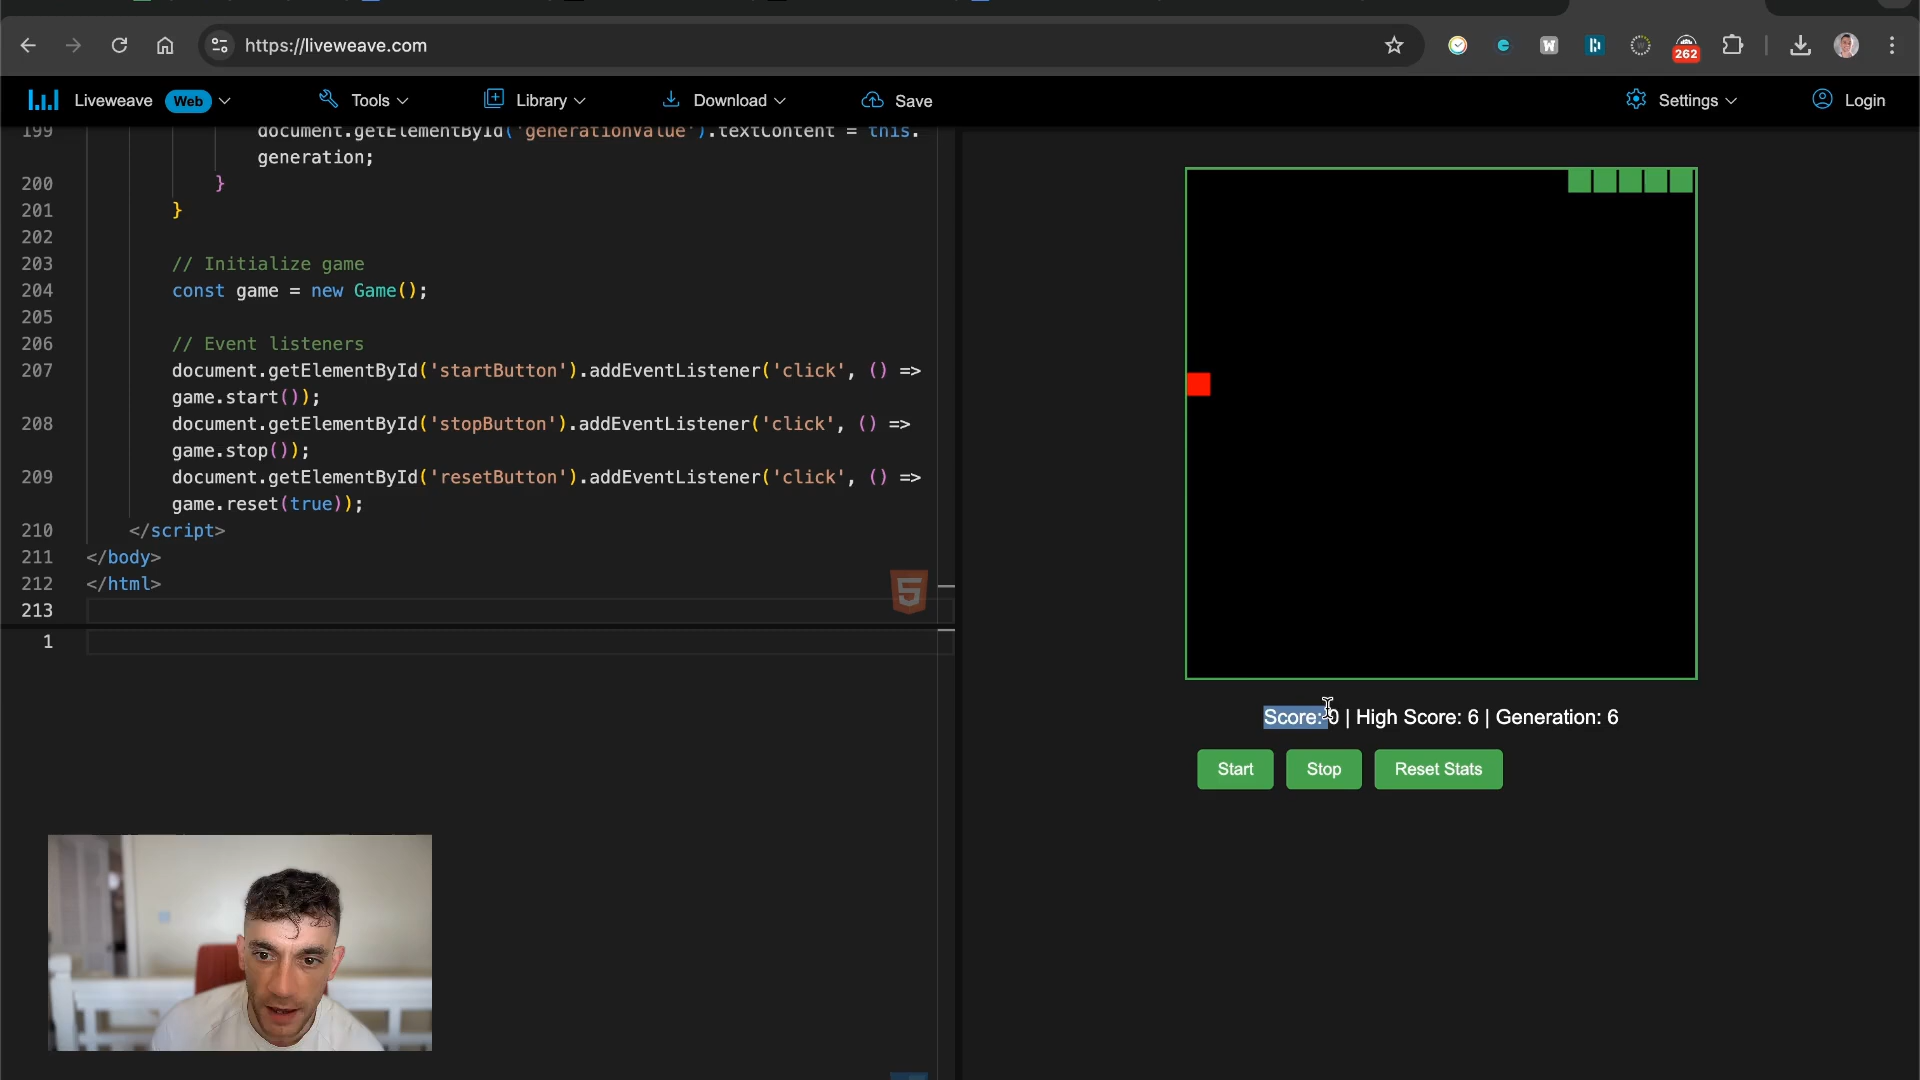 https://liveweave.com
262
Liveweave Web Tools Library Download Save Settings Login
199 document.getElementById('generationValue').textContent = this.
generation;
200 }
201 }
202
203 // Initialize game
204 const game = new Game();
205
206 // Event listeners
207 document.getElementById('startButton').addEventListener('click', () =>
game.start());
208 document.getElementById('stopButton').addEventListener('click', () =>
game.stop());
209 document.getElementById('resetButton').addEventListener('click', () =>
game.reset(true));
210 </script>
211 </body>
212 </html>
213
1
5
Score: 0 | High Score: 6 | Generation: 6
Start Stop Reset Stats